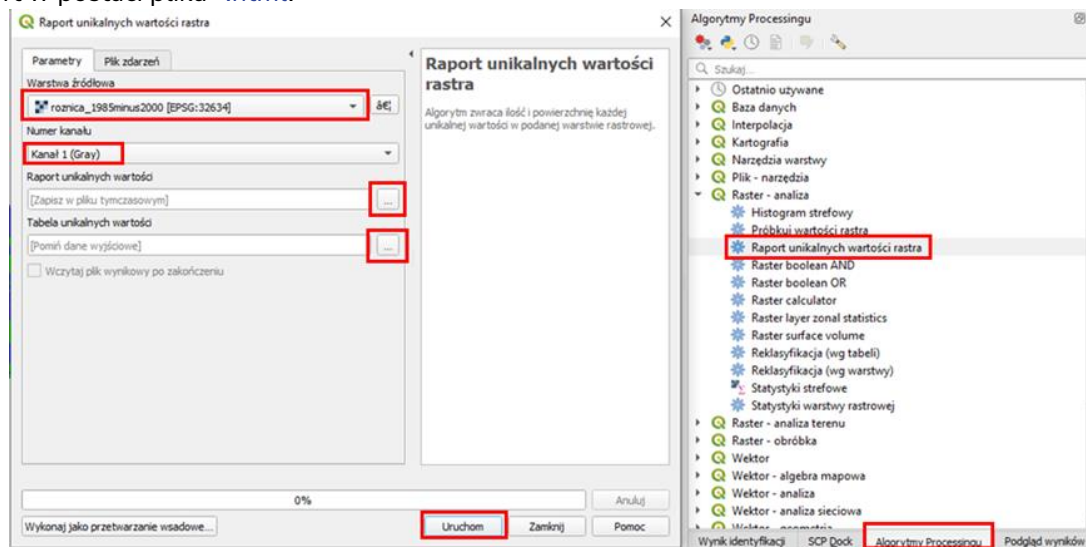 rt w postaci pliku
Raport unikalnych wartości rastra
Parametry Plik zdarzeń
Warstwa źródłowa
roznica_1985minus2000 [EPSG:32634]
â€¦
Numer kanału
Kanał 1 (Gray)
Raport unikalnych wartości
[Zapisz w pliku tymczasowym]
...
Tabela unikalnych wartości
[Pomiń dane wyjściowe]
...
Wczytaj plik wynikowy po zakończeniu
Raport unikalnych wartości
rastra
Algorytm zwraca ilość i powierzchnię każdej
unikalnej wartości w podanej warstwie rastrowej.
0%
Anuluj
Wykonaj jako przetwarzanie wsadowe...
Uruchom
Zamknij
Pomoc
Algorytmy Processingu
Szukaj...
Ostatnio używane
Baza danych
Interpolacja
Kartografia
Narzędzia warstwy
Plik - narzędzia
Raster - analiza
Histogram strefowy
Próbkuj wartości rastra
Raport unikalnych wartości rastra
Raster boolean AND
Raster boolean OR
Raster calculator
Raster layer zonal statistics
Raster surface volume
Reklasyfikacja (wg tabeli)
Reklasyfikacja (wg warstwy)
Statystyki strefowe
Statystyki warstwy rastrowej
Raster - analiza terenu
Raster - obróbka
Wektor
Wektor - algebra mapowa
Wektor - analiza
Wektor - analiza sieciowa
Wektor - geometria
Wynik identyfikacji SCP Dock Algorytmy Processingu Podgląd wyników